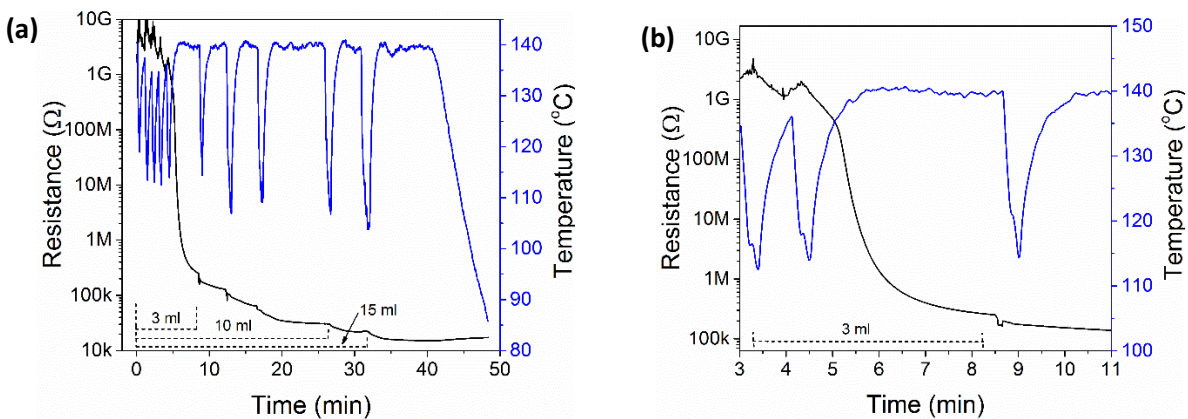 (a)
10G
1G
100M
10M
1M
100k
10k
Resistance (Ω)
140
130
120
110
100
90
80
Temperature (°C)
3 ml
10 ml
15 ml
0 10 20 30 40 50
Time (min)
(b)
10G
1G
100M
10M
1M
100k
Resistance (Ω)
150
140
130
120
110
100
Temperature (°C)
3 ml
3 4 5 6 7 8 9 10 11
Time (min)